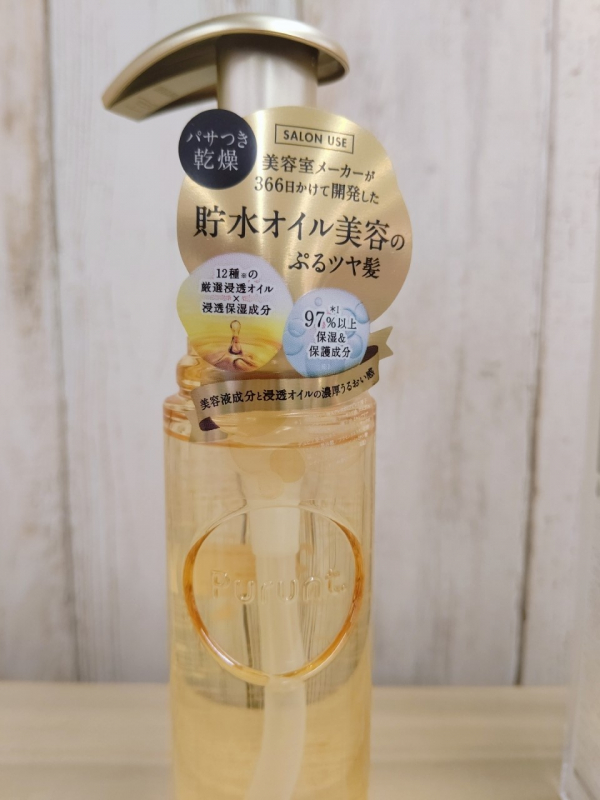 パサつき
乾燥
SALON USE
美容室メーカーが
366日かけて開発した
貯水オイル美容の
ぷるツヤ髪
12種※の
厳選浸透オイル
×
浸透保湿成分
*1
97%以上
保湿&
保護成分
美容液成分と浸透オイルの濃厚うるおい感
Purunt.